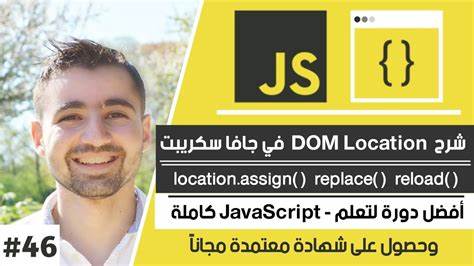 JS
{ }
شرح DOM Location في جافا سكريبت
location.assign() replace() reload()
أفضل دورة لتعلم - JavaScript كاملة
وحصول على شهادة معتمدة مجاناً
#46